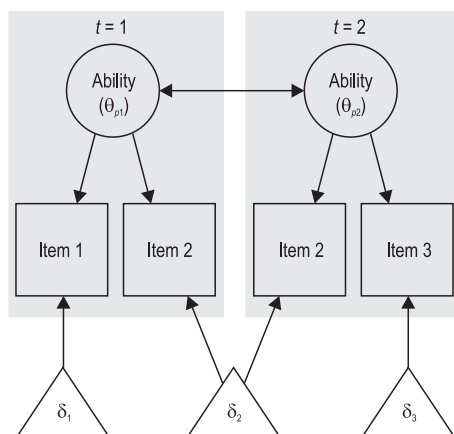 t = 1
t = 2
Ability
(θp1)
Ability
(θp2)
Item 1
Item 2
Item 2
Item 3
δ1
δ2
δ3